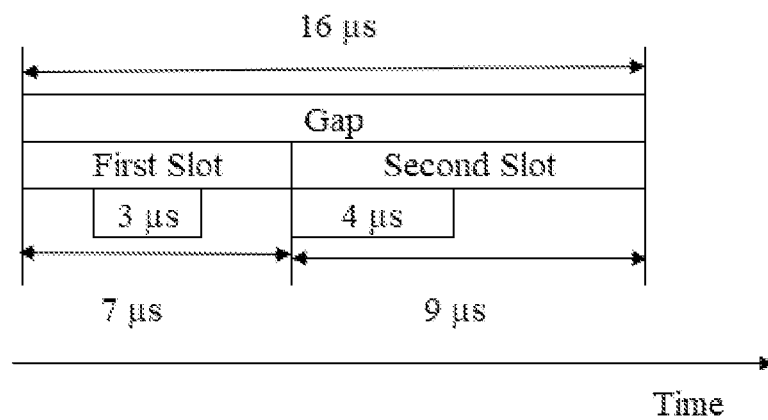 16 μs
Gap
First Slot Second Slot
3 μs 4 μs
7 μs 9 μs
Time